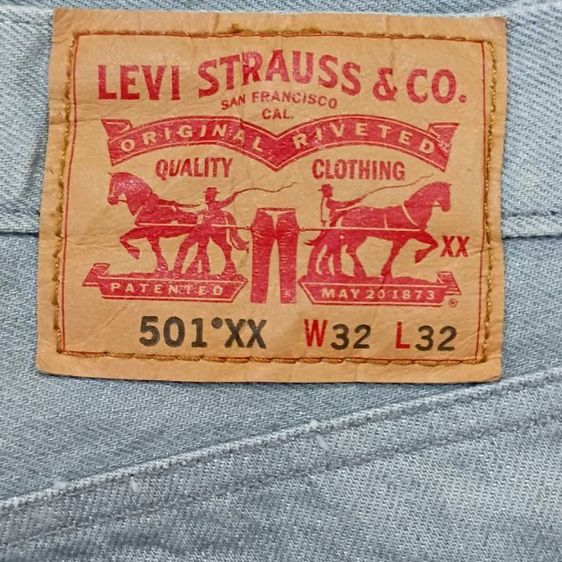 LEVI STRAUSS & CO.
SAN FRANCISCO
CAL.
ORIGINAL RIVETED
QUALITY CLOTHING
XX
PATENTED MAY 20 1873 ®
501®XX W32 L32